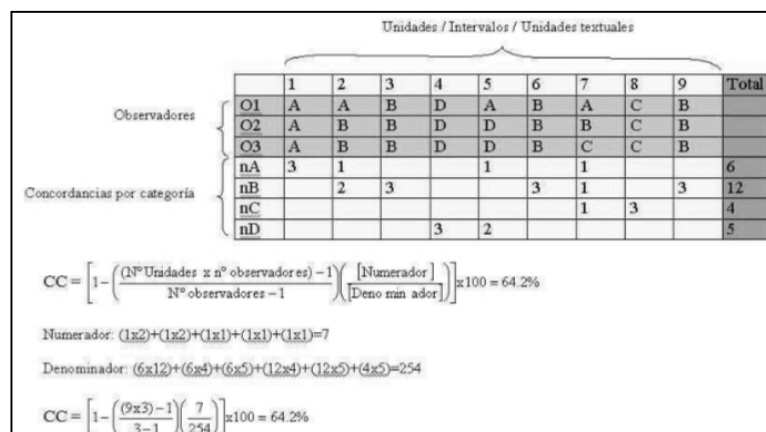 Unidades / Intervalos / Unidades textuales
1 2 3 4 5 6 7 8 9 Total
Observadores
O1 A A B D A B A C B
O2 A B B D D B B C B
O3 A B B D D B C C B
Concordancias por categoría
nA 3 1 1 1 6
nB 2 3 3 1 3 12
nC 1 3 4
nD 3 2 5
CC = [1-(((NºUnidades x nº observadores)-1)/(Nº observadores-1))([Numerador]/[Deno min ador])]x100 = 64.2%
Numerador: (1x2)+(1x2)+(1x1)+(1x1)+(1x1)=7
Denominador: (6x12)+(6x4)+(6x5)+(12x4)+(12x5)+(4x5)=254
CC = [1-(((9x3)-1)/(3-1))(7/254)]x100 = 64.2%